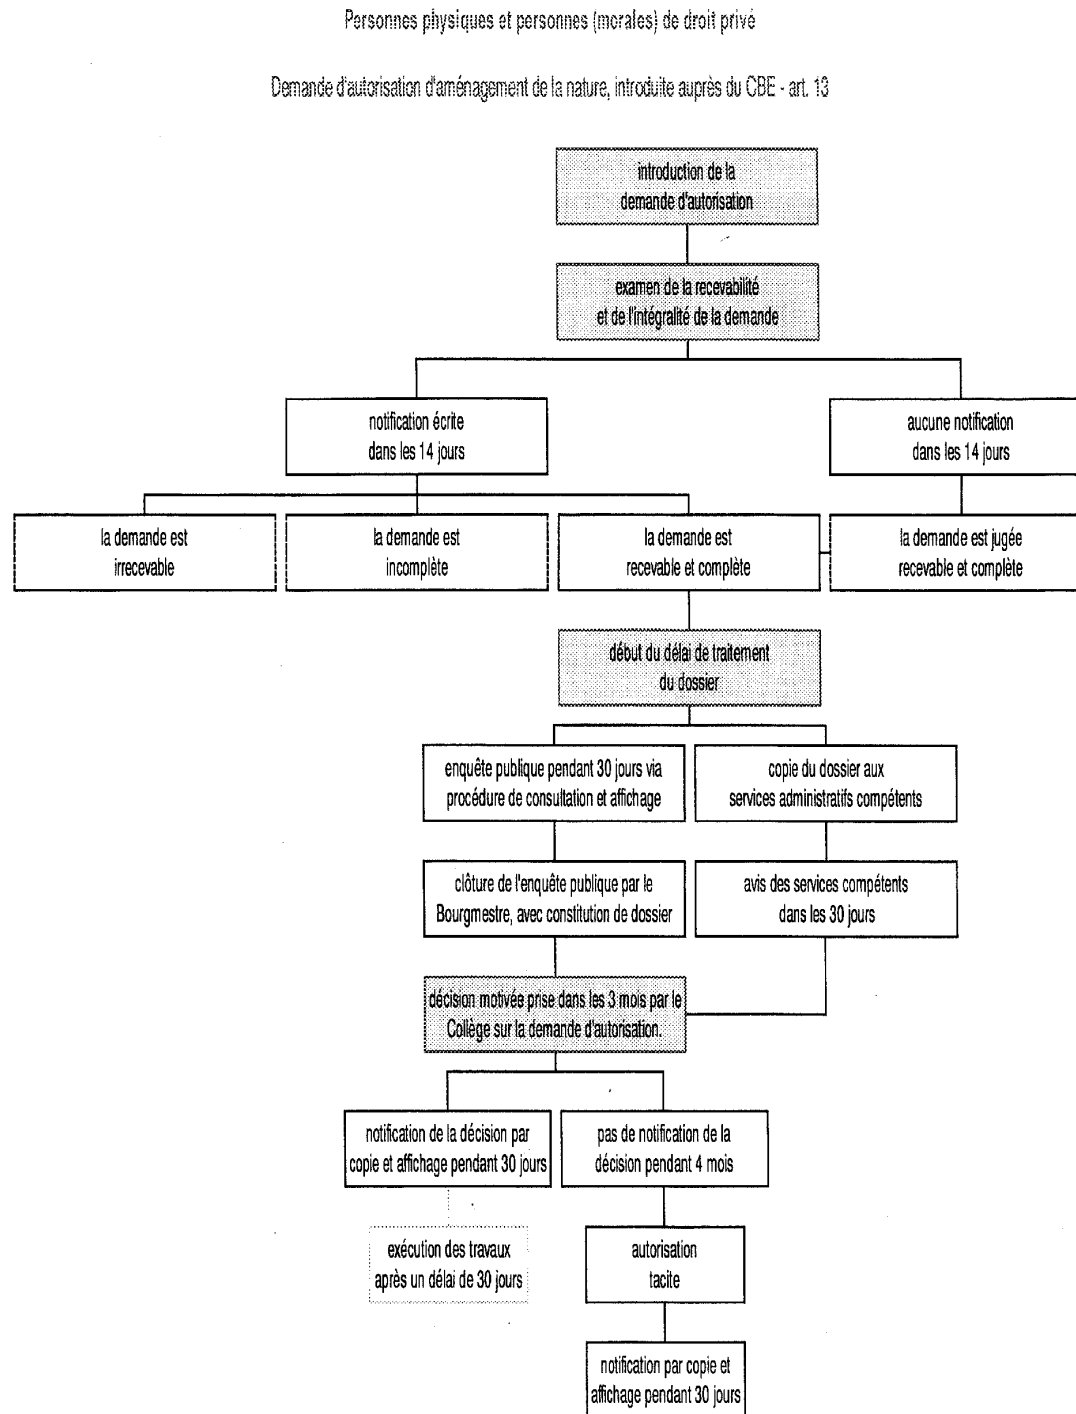 Personnes physiques et personnes (morales) de droit privé
Demande d'autorisation d'aménagement de la nature, introduite auprès du CBE - art. 13
introduction de la
demande d'autorisation
examen de la recevabilité
et de l'intégralité de la demande
notification écrite
dans les 14 jours
aucune notification
dans les 14 jours
la demande est
irrecevable
la demande est
incomplète
la demande est
recevable et complète
la demande est jugée
recevable et complète
début du délai de traitement
du dossier
enquête publique pendant 30 jours via
procédure de consultation et affichage
copie du dossier aux
services administratifs compétents
clôture de l'enquête publique par le
Bourgmestre, avec constitution de dossier
avis des services compétents
dans les 30 jours
décision motivée prise dans les 3 mois par le
Collège sur la demande d'autorisation.
notification de la décision par
copie et affichage pendant 30 jours
pas de notification de la
décision pendant 4 mois
exécution des travaux
après un délai de 30 jours
autorisation
tacite
notification par copie et
affichage pendant 30 jours